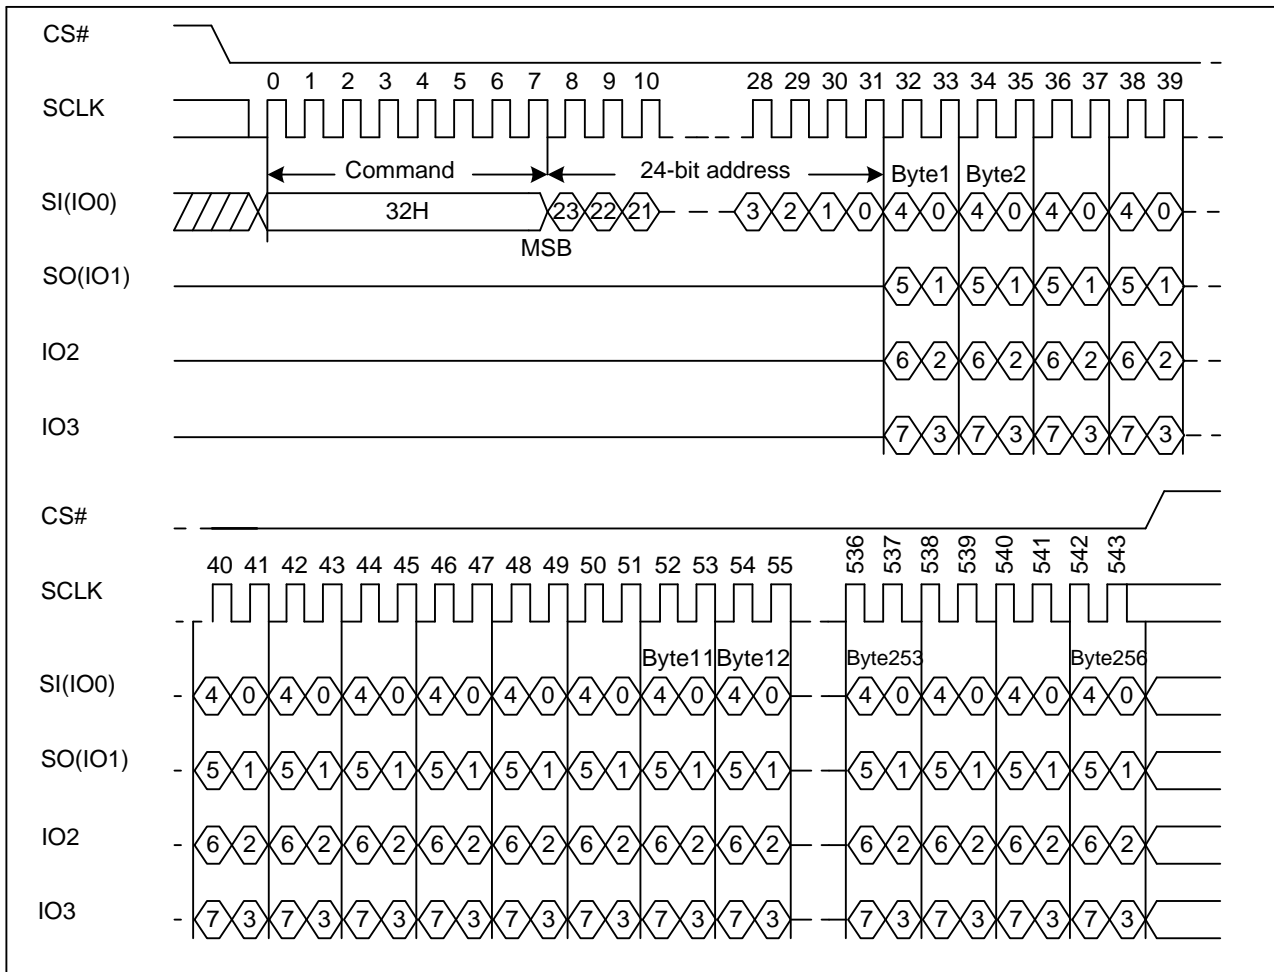 CS#
0 1 2 3 4 5 6 7 8 9 10 28 29 30 31 32 33 34 35 36 37 38 39
SCLK
Command 24-bit address Byte1 Byte2
SI(IO0) 32H 23 22 21 3 2 1 0 4 0 4 0 4 0 4 0
MSB
SO(IO1) 5 1 5 1 5 1 5 1
IO2 6 2 6 2 6 2 6 2
IO3 7 3 7 3 7 3 7 3
CS#
40 41 42 43 44 45 46 47 48 49 50 51 52 53 54 55 536 537 538 539 540 541 542 543
SCLK
Byte11 Byte12 Byte253 Byte256
SI(IO0) 4 0 4 0 4 0 4 0 4 0 4 0 4 0 4 0 4 0 4 0 4 0 4 0
SO(IO1) 5 1 5 1 5 1 5 1 5 1 5 1 5 1 5 1 5 1 5 1 5 1 5 1
IO2 6 2 6 2 6 2 6 2 6 2 6 2 6 2 6 2 6 2 6 2 6 2 6 2
IO3 7 3 7 3 7 3 7 3 7 3 7 3 7 3 7 3 7 3 7 3 7 3 7 3